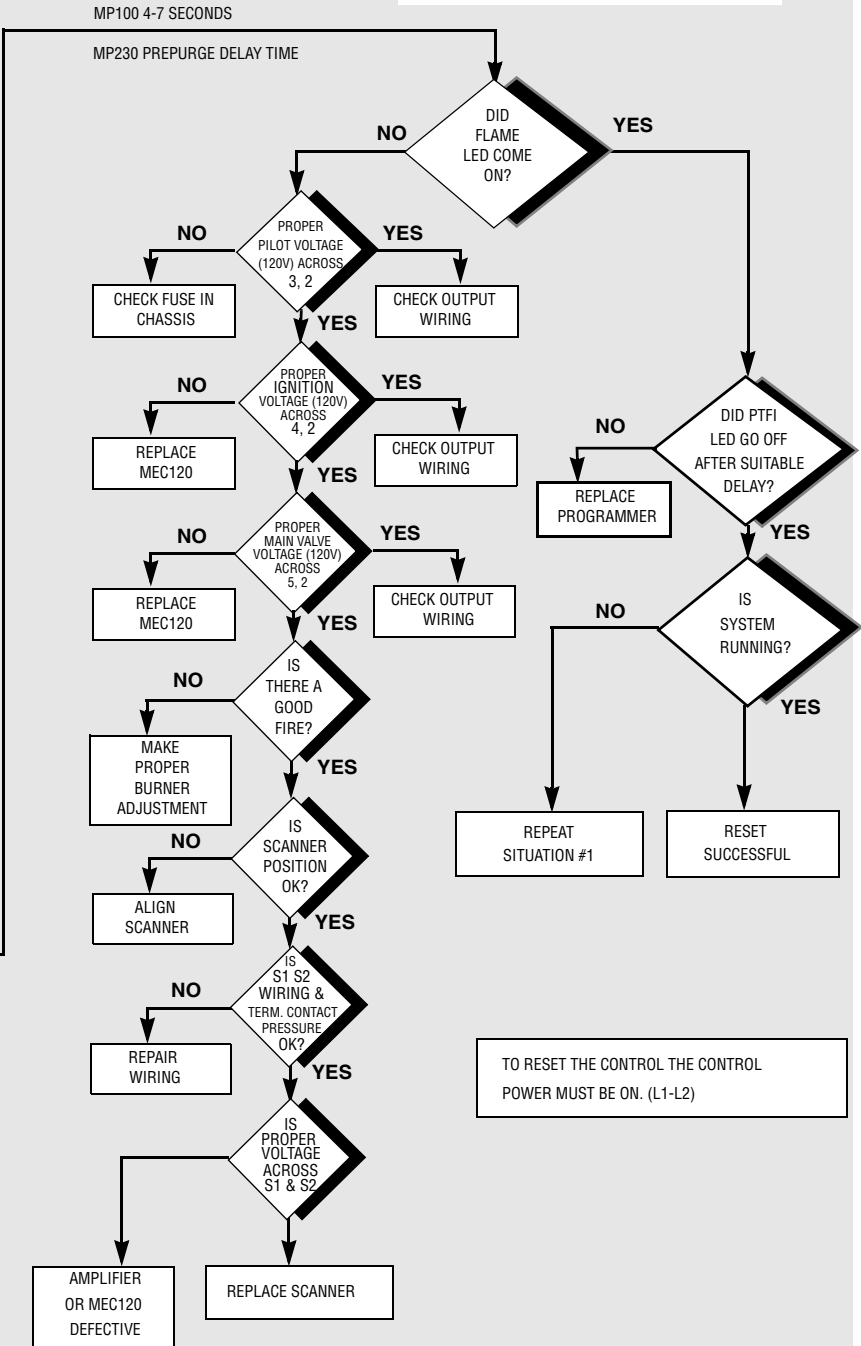 MP100 4-7 SECONDS
MP230 PREPURGE DELAY TIME
DID
FLAME
LED COME
ON?
NO
YES
PROPER
PILOT VOLTAGE
(120V) ACROSS
3, 2
NO
YES
CHECK FUSE IN
CHASSIS
CHECK OUTPUT
WIRING
YES
PROPER
IGNITION
VOLTAGE (120V)
ACROSS
4, 2
NO
YES
REPLACE
MEC120
CHECK OUTPUT
WIRING
YES
PROPER
MAIN VALVE
VOLTAGE (120V)
ACROSS
5, 2
NO
YES
REPLACE
MEC120
CHECK OUTPUT
WIRING
YES
IS
THERE A
GOOD
FIRE?
NO
MAKE
PROPER
BURNER
ADJUSTMENT
YES
IS
SCANNER
POSITION
OK?
NO
ALIGN
SCANNER
YES
IS
S1 S2
WIRING &
TERM. CONTACT
PRESSURE
OK?
NO
REPAIR
WIRING
YES
IS
PROPER
VOLTAGE
ACROSS
S1 & S2
AMPLIFIER
OR MEC120
DEFECTIVE
REPLACE SCANNER
DID PTFI
LED GO OFF
AFTER SUITABLE
DELAY?
NO
REPLACE
PROGRAMMER
YES
IS
SYSTEM
RUNNING?
NO
YES
REPEAT
SITUATION #1
RESET
SUCCESSFUL
TO RESET THE CONTROL THE CONTROL
POWER MUST BE ON. (L1-L2)